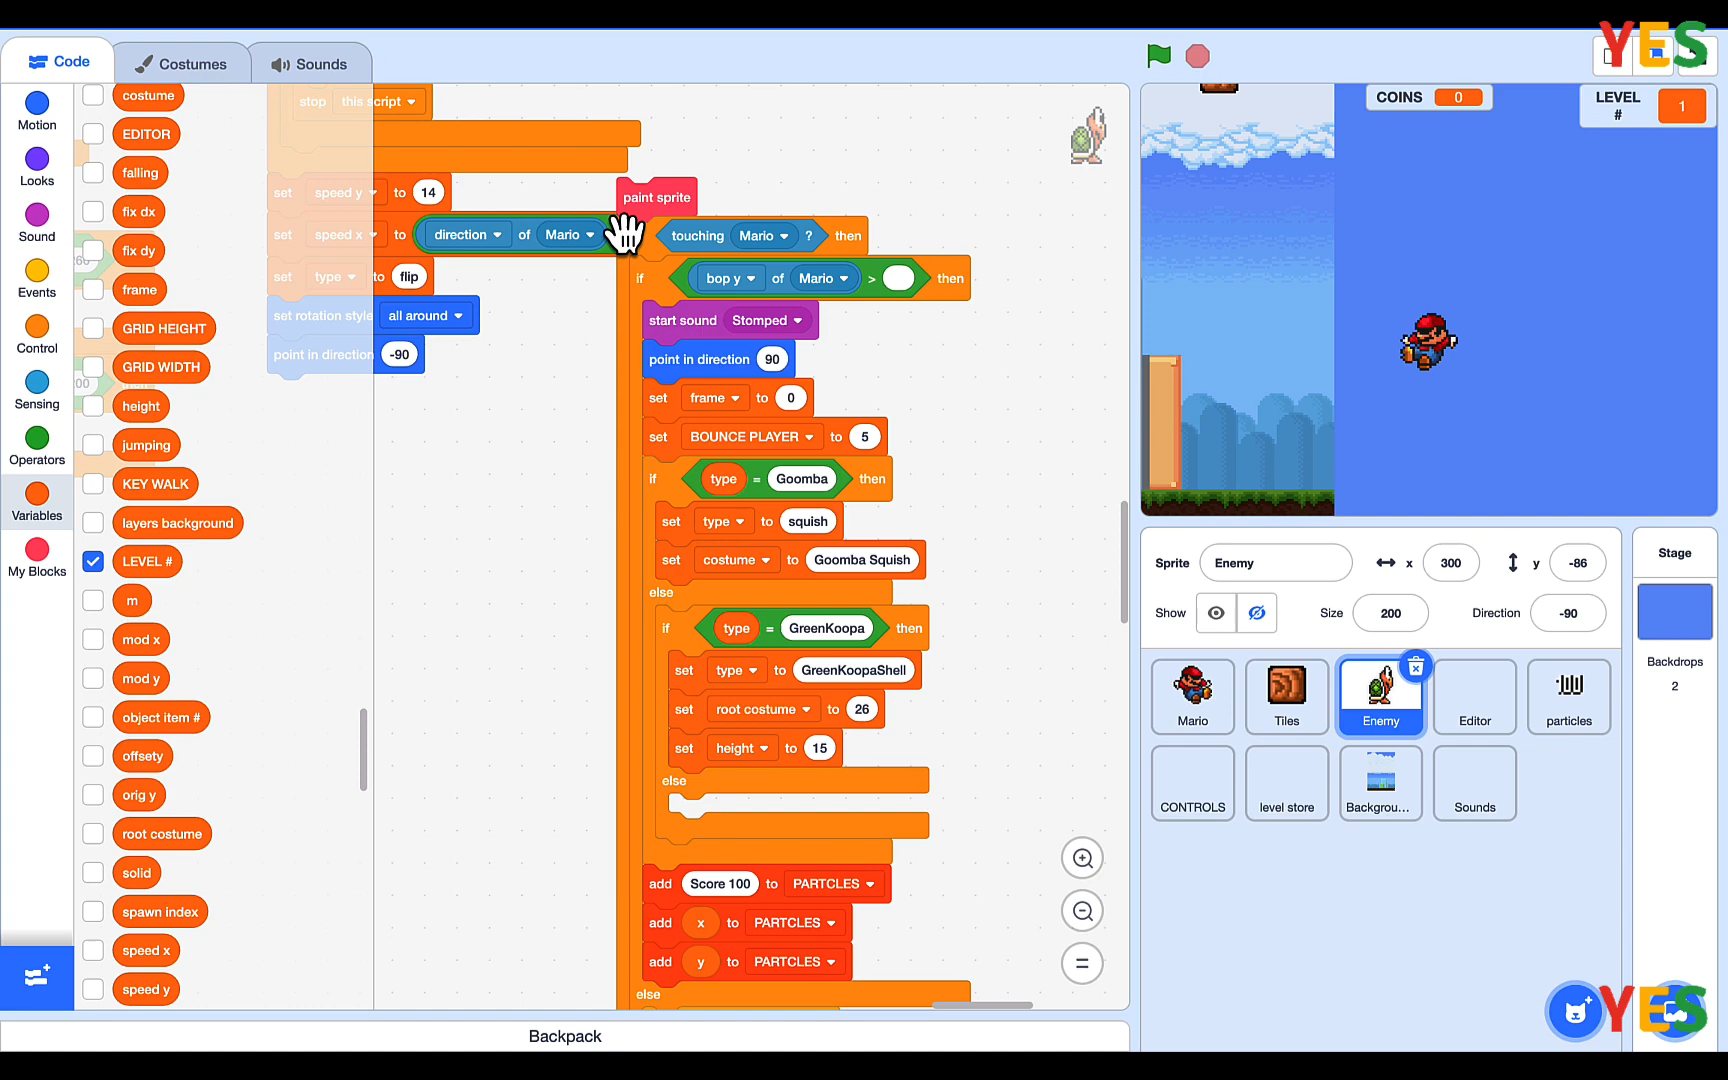 YES
Code
Costumes
Sounds
COINS 0
LEVEL # 1
Motion
Looks
Sound
Events
Control
Sensing
Operators
Variables
My Blocks
costume
EDITOR
falling
fix dx
fix dy
frame
GRID HEIGHT
GRID WIDTH
height
jumping
KEY WALK
layers background
LEVEL #
m
mod x
mod y
object item #
offsety
orig y
root costume
solid
spawn index
speed x
speed y
stop this script
set speed y to 14
set speed x to direction of Mario
set type to flip
set rotation style all around
point in direction -90
paint sprite
touching Mario ? then
if bop y of Mario > then
start sound Stomped
point in direction 90
set frame to 0
set BOUNCE PLAYER to 5
if type = Goomba then
set type to squish
set costume to Goomba Squish
else
if type = GreenKoopa then
set type to GreenKoopaShell
set root costume to 26
set height to 15
else
add Score 100 to PARTCLES
add x to PARTCLES
add y to PARTCLES
else
Backpack
Sprite Enemy x 300 y -86
Show Size 200 Direction -90
Mario
Tiles
Enemy
Editor
particles
CONTROLS
level store
Backgrou...
Sounds
Stage
Backdrops
2
YES